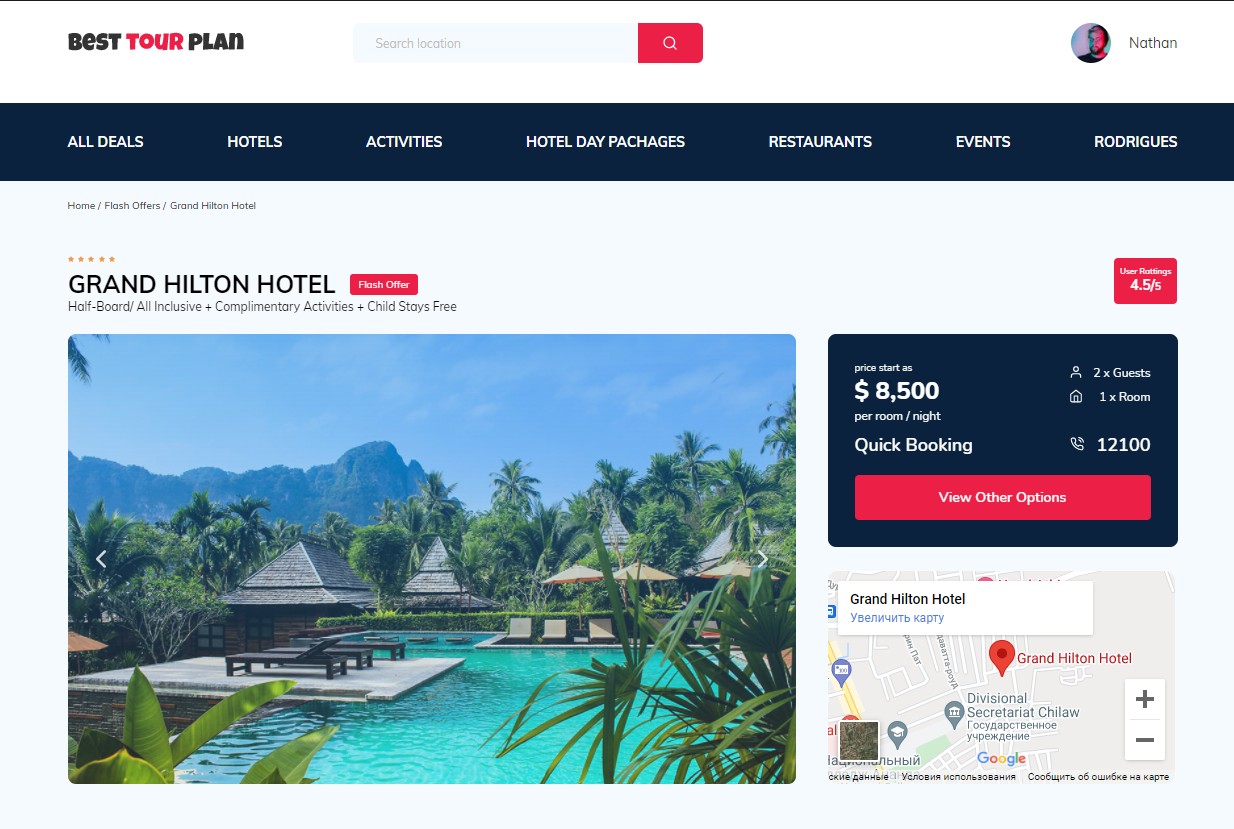 BEST TOUR PLAN
Search location
Nathan
ALL DEALS
HOTELS
ACTIVITIES
HOTEL DAY PACHAGES
RESTAURANTS
EVENTS
RODRIGUES
Home / Flash Offers / Grand Hilton Hotel
GRAND HILTON HOTEL
Flash Offer
Half-Board/ All Inclusive + Complimentary Activities + Child Stays Free
User Rattings
4.5/5
price start as
$ 8,500
per room / night
2 x Guests
1 x Room
Quick Booking
12100
View Other Options
Grand Hilton Hotel
Увеличить карту
Grand Hilton Hotel
Divisional
Secretariat Chilaw
Государственное
учреждение
Google
ские данные
Условия использования
Сообщить об ошибке на карте